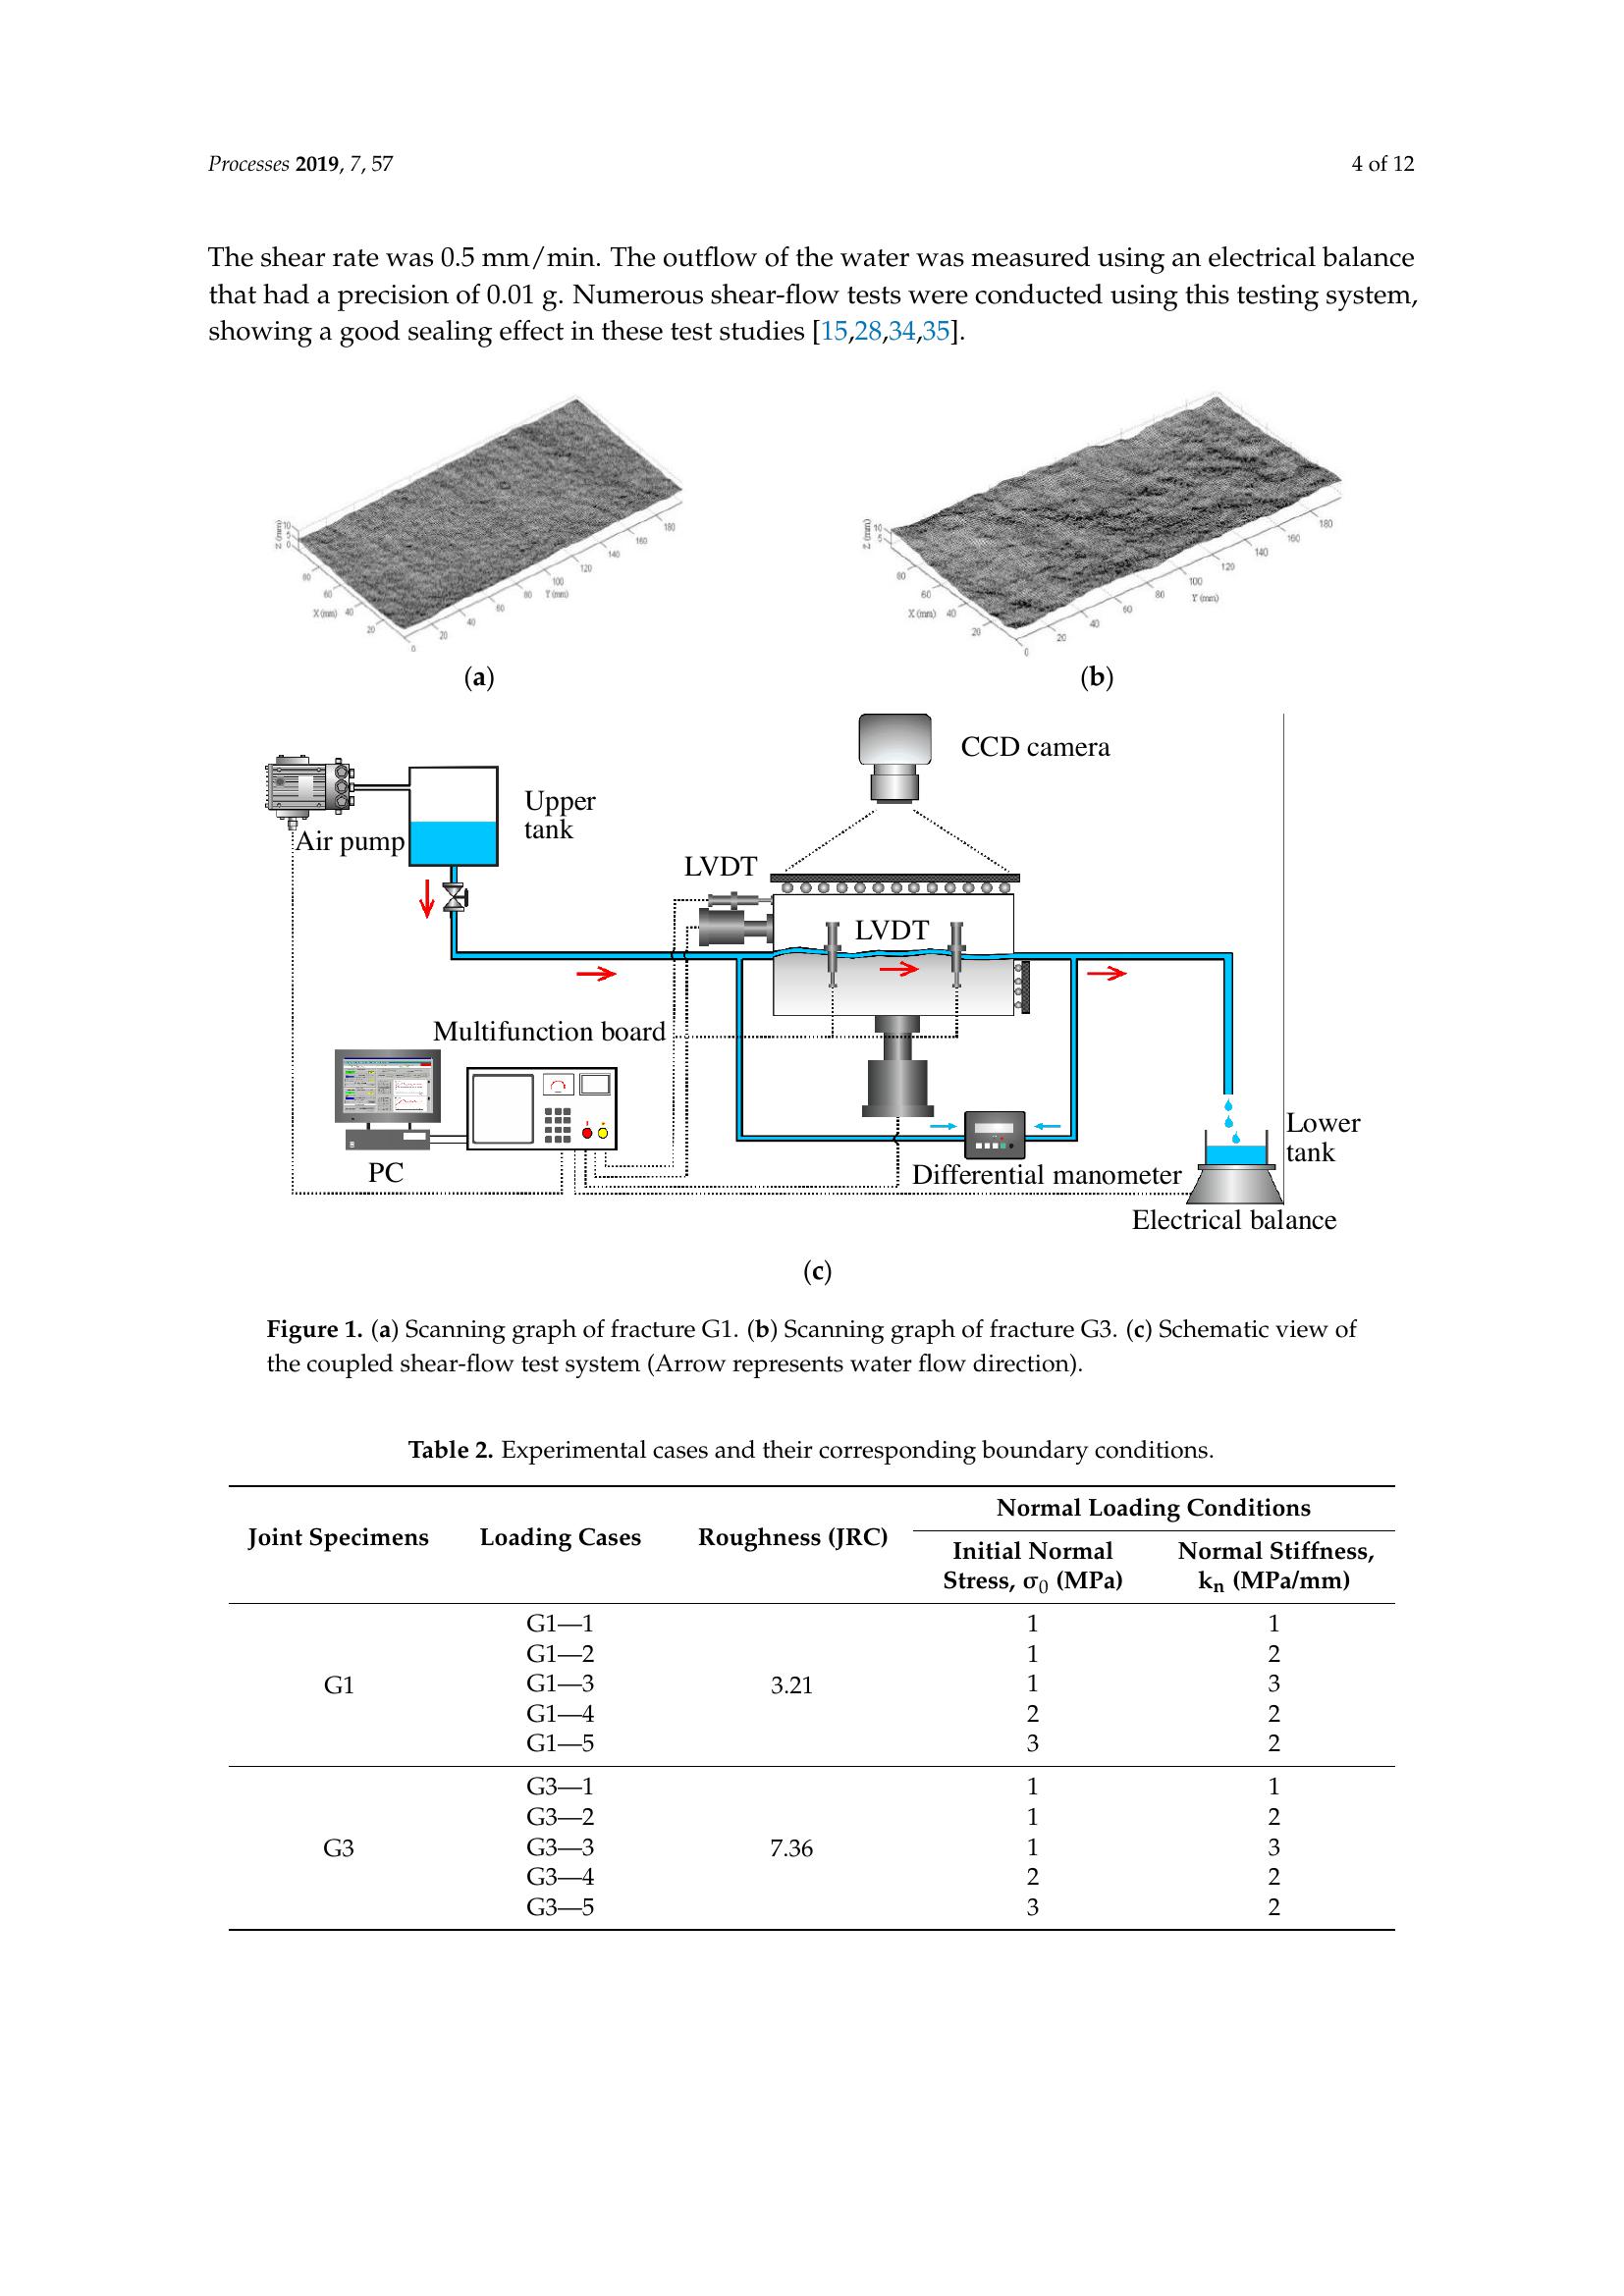 Processes 2019, 7, 57
4 of 12
The shear rate was 0.5 mm/min. The outflow of the water was measured using an electrical balance
that had a precision of 0.01 g. Numerous shear-flow tests were conducted using this testing system,
showing a good sealing effect in these test studies [15,28,34,35].
Z (mm)
10
5
0
80
60
X (mm) 40
20
0
20
40
60
80
100
Y (mm)
120
140
160
180
(a)
Z (mm)
10
5
80
60
X (mm) 40
20
0
20
40
60
80
100
Y (mm)
120
140
160
180
(b)
CCD camera
Upper
tank
Air pump
LVDT
LVDT
Multifunction board
PC
Differential manometer
Lower
tank
Electrical balance
(c)
Figure 1. (a) Scanning graph of fracture G1. (b) Scanning graph of fracture G3. (c) Schematic view of
the coupled shear-flow test system (Arrow represents water flow direction).
Table 2. Experimental cases and their corresponding boundary conditions.
Joint Specimens Loading Cases Roughness (JRC) Normal Loading Conditions
Initial Normal Stress, σ0 (MPa) Normal Stiffness, kn (MPa/mm)
G1 3.21
G1—1 1 1
G1—2 1 2
G1—3 1 3
G1—4 2 2
G1—5 3 2
G3 7.36
G3—1 1 1
G3—2 1 2
G3—3 1 3
G3—4 2 2
G3—5 3 2